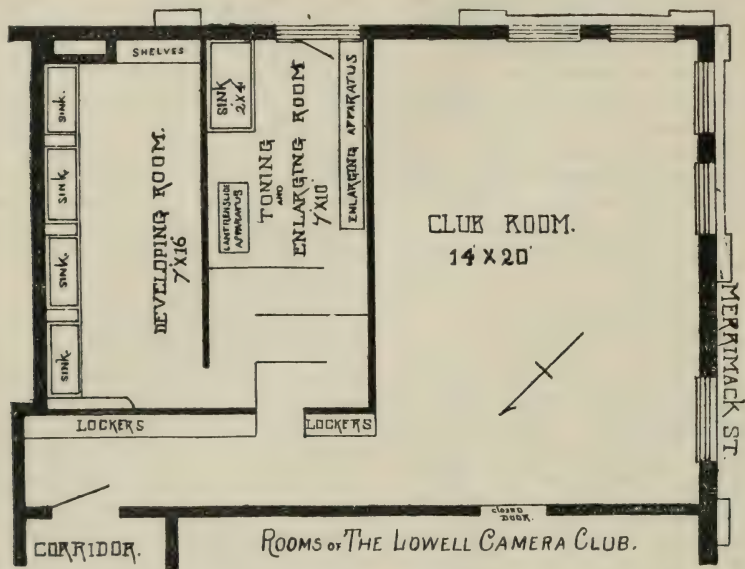 SHELVES
SINK.
SINK.
SINK.
SINK.
DEVELOPING ROOM.
7'X16'
SINK
2'X4'
LANTERNSLIDE
APPARATUS
TONING
AND
ENLARGING ROOM
7'X10'
ENLARGING APPARATUS
CLUB ROOM.
14'X20'
MERRIMACK ST.
LOCKERS
LOCKERS
CLOSED
DOOR.
CORRIDOR.
ROOMS OF THE LOWELL CAMERA CLUB.